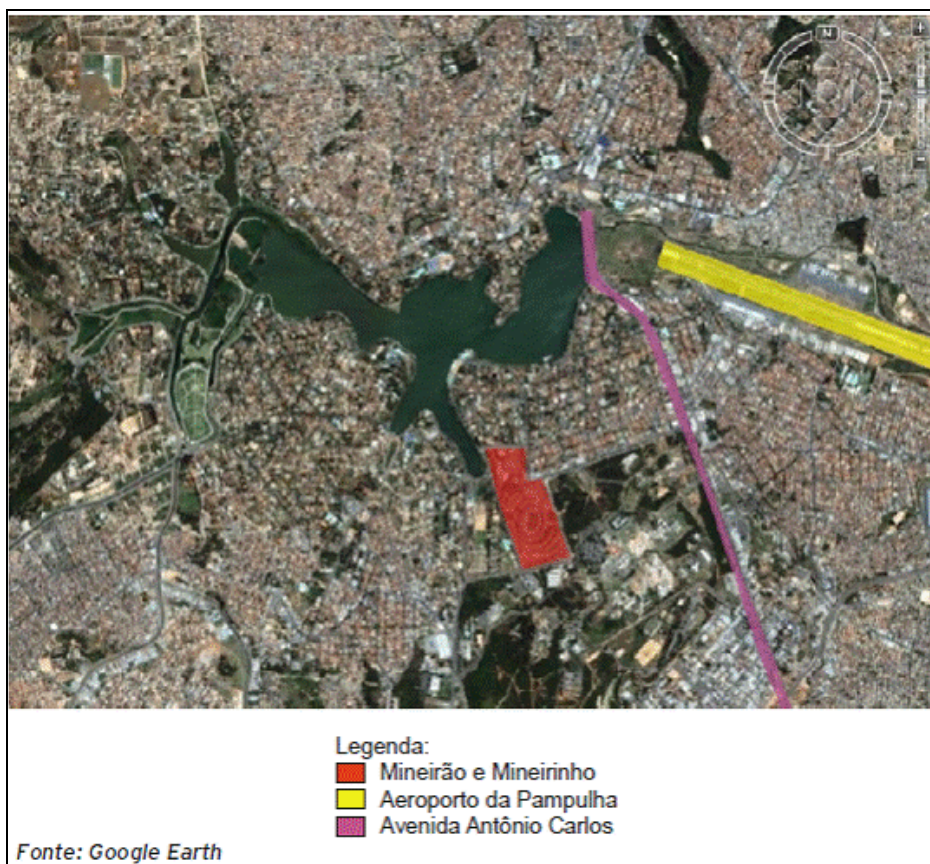 N
Legenda:
Mineirão e Mineirinho
Aeroporto da Pampulha
Avenida Antônio Carlos
Fonte: Google Earth